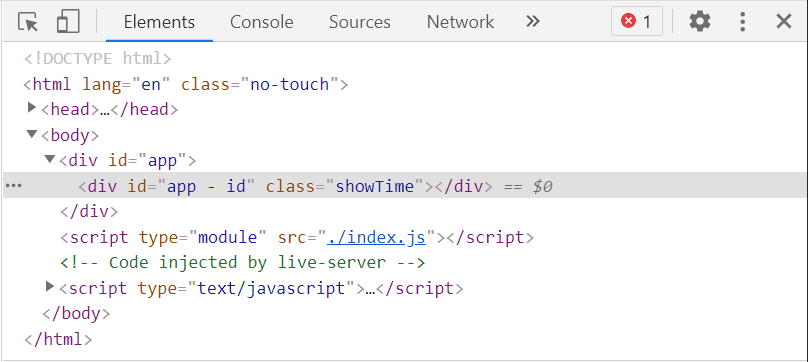 Elements Console Sources Network » 1
<!DOCTYPE html>
<html lang="en" class="no-touch">
<head>…</head>
<body>
<div id="app">
<div id="app - id" class="showTime"></div> == $0
</div>
<script type="module" src="./index.js"></script>
<!-- Code injected by live-server -->
<script type="text/javascript">…</script>
</body>
</html>